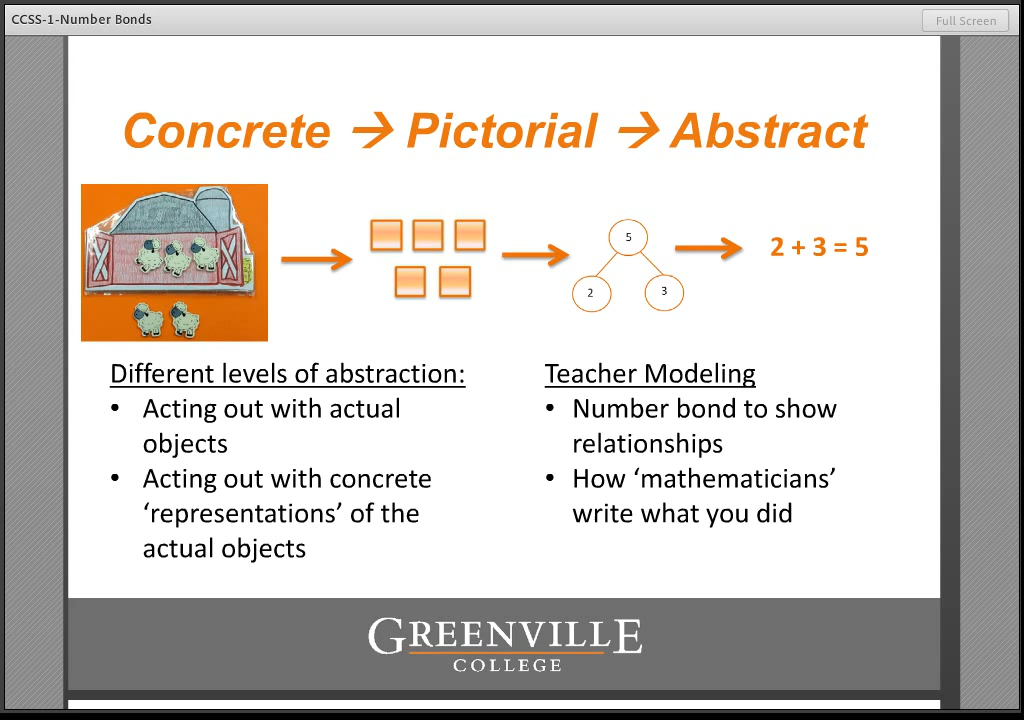 CCSS-1-Number Bonds
Full Screen
Concrete → Pictorial → Abstract
5
2
3
2 + 3 = 5
Different levels of abstraction:
• Acting out with actual
objects
• Acting out with concrete
‘representations’ of the
actual objects
Teacher Modeling
• Number bond to show
relationships
• How ‘mathematicians’
write what you did
GREENVILLE
COLLEGE